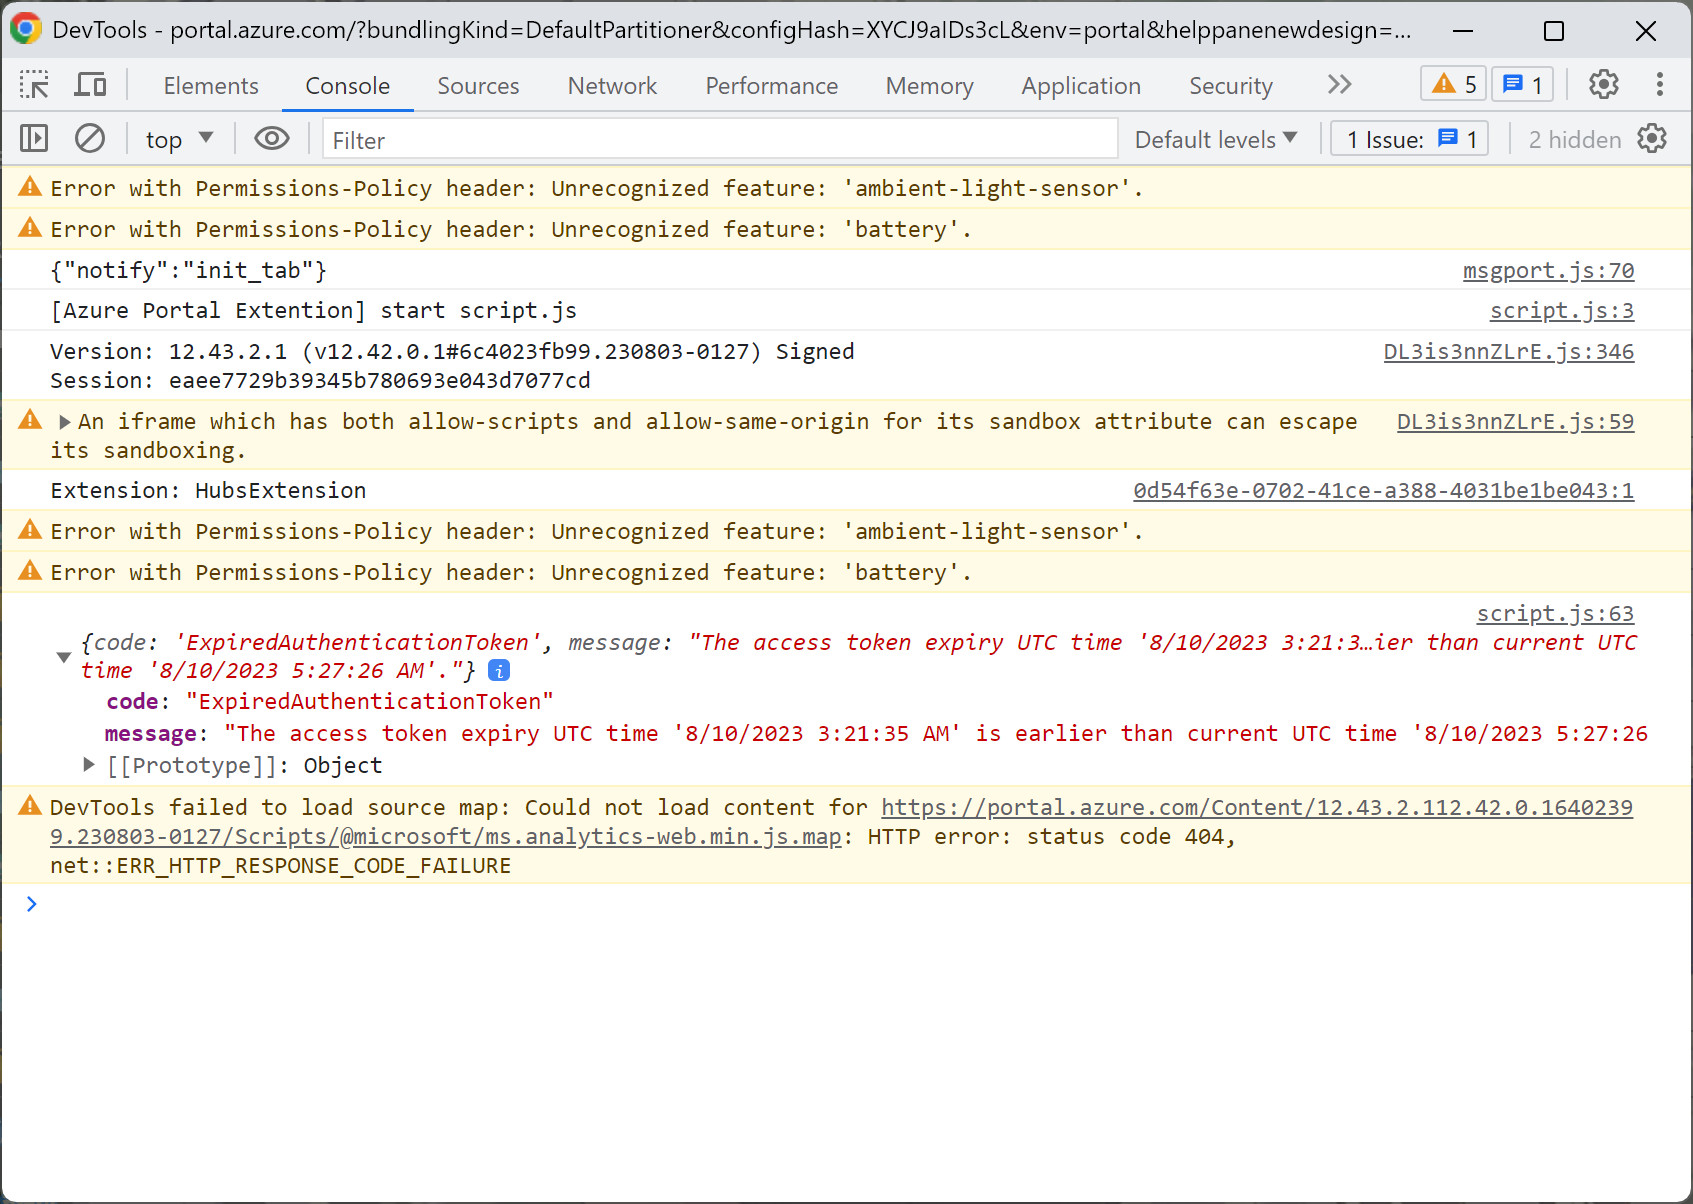 DevTools - portal.azure.com/?bundlingKind=DefaultPartitioner&configHash=XYCJ9aIDs3cL&env=portal&helppanenewdesign=...
Elements Console Sources Network Performance Memory Application Security 5 1
top Filter Default levels 1 Issue: 1 2 hidden
Error with Permissions-Policy header: Unrecognized feature: 'ambient-light-sensor'.
Error with Permissions-Policy header: Unrecognized feature: 'battery'.
{"notify":"init_tab"} msgport.js:70
[Azure Portal Extention] start script.js script.js:3
Version: 12.43.2.1 (v12.42.0.1#6c4023fb99.230803-0127) Signed DL3is3nnZLrE.js:346
Session: eaee7729b39345b780693e043d7077cd
An iframe which has both allow-scripts and allow-same-origin for its sandbox attribute can escape DL3is3nnZLrE.js:59
its sandboxing.
Extension: HubsExtension 0d54f63e-0702-41ce-a388-4031be1be043:1
Error with Permissions-Policy header: Unrecognized feature: 'ambient-light-sensor'.
Error with Permissions-Policy header: Unrecognized feature: 'battery'.
script.js:63
{code: 'ExpiredAuthenticationToken', message: "The access token expiry UTC time '8/10/2023 3:21:3…ier than current UTC
time '8/10/2023 5:27:26 AM'."} i
code: "ExpiredAuthenticationToken"
message: "The access token expiry UTC time '8/10/2023 3:21:35 AM' is earlier than current UTC time '8/10/2023 5:27:26
[[Prototype]]: Object
DevTools failed to load source map: Could not load content for https://portal.azure.com/Content/12.43.2.112.42.0.1640239
9.230803-0127/Scripts/@microsoft/ms.analytics-web.min.js.map: HTTP error: status code 404,
net::ERR_HTTP_RESPONSE_CODE_FAILURE